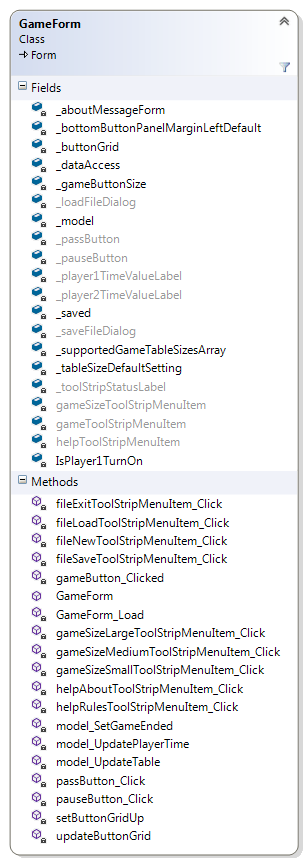 GameForm
Class
Form
Fields
_aboutMessageForm
_bottomButtonPanelMarginLeftDefault
_buttonGrid
_dataAccess
_gameButtonSize
_loadFileDialog
_model
_passButton
_pauseButton
_player1TimeValueLabel
_player2TimeValueLabel
_saved
_saveFileDialog
_supportedGameTableSizesArray
_tableSizeDefaultSetting
_toolStripStatusLabel
gameSizeToolStripMenuItem
gameToolStripMenuItem
helpToolStripMenuItem
IsPlayer1TurnOn
Methods
fileExitToolStripMenuItem_Click
fileLoadToolStripMenuItem_Click
fileNewToolStripMenuItem_Click
fileSaveToolStripMenuItem_Click
gameButton_Clicked
GameForm
GameForm_Load
gameSizeLargeToolStripMenuItem_Click
gameSizeMediumToolStripMenuItem_Click
gameSizeSmallToolStripMenuItem_Click
helpAboutToolStripMenuItem_Click
helpRulesToolStripMenuItem_Click
model_SetGameEnded
model_UpdatePlayerTime
model_UpdateTable
passButton_Click
pauseButton_Click
setButtonGridUp
updateButtonGrid